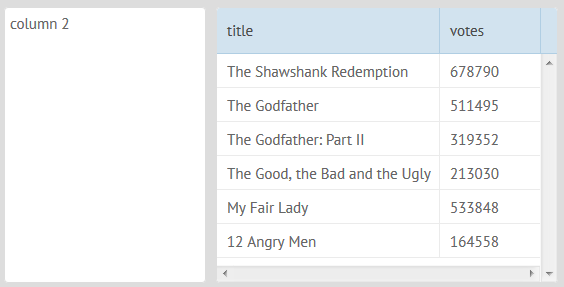 column 2
title votes
The Shawshank Redemption 678790
The Godfather 511495
The Godfather: Part II 319352
The Good, the Bad and the Ugly 213030
My Fair Lady 533848
12 Angry Men 164558